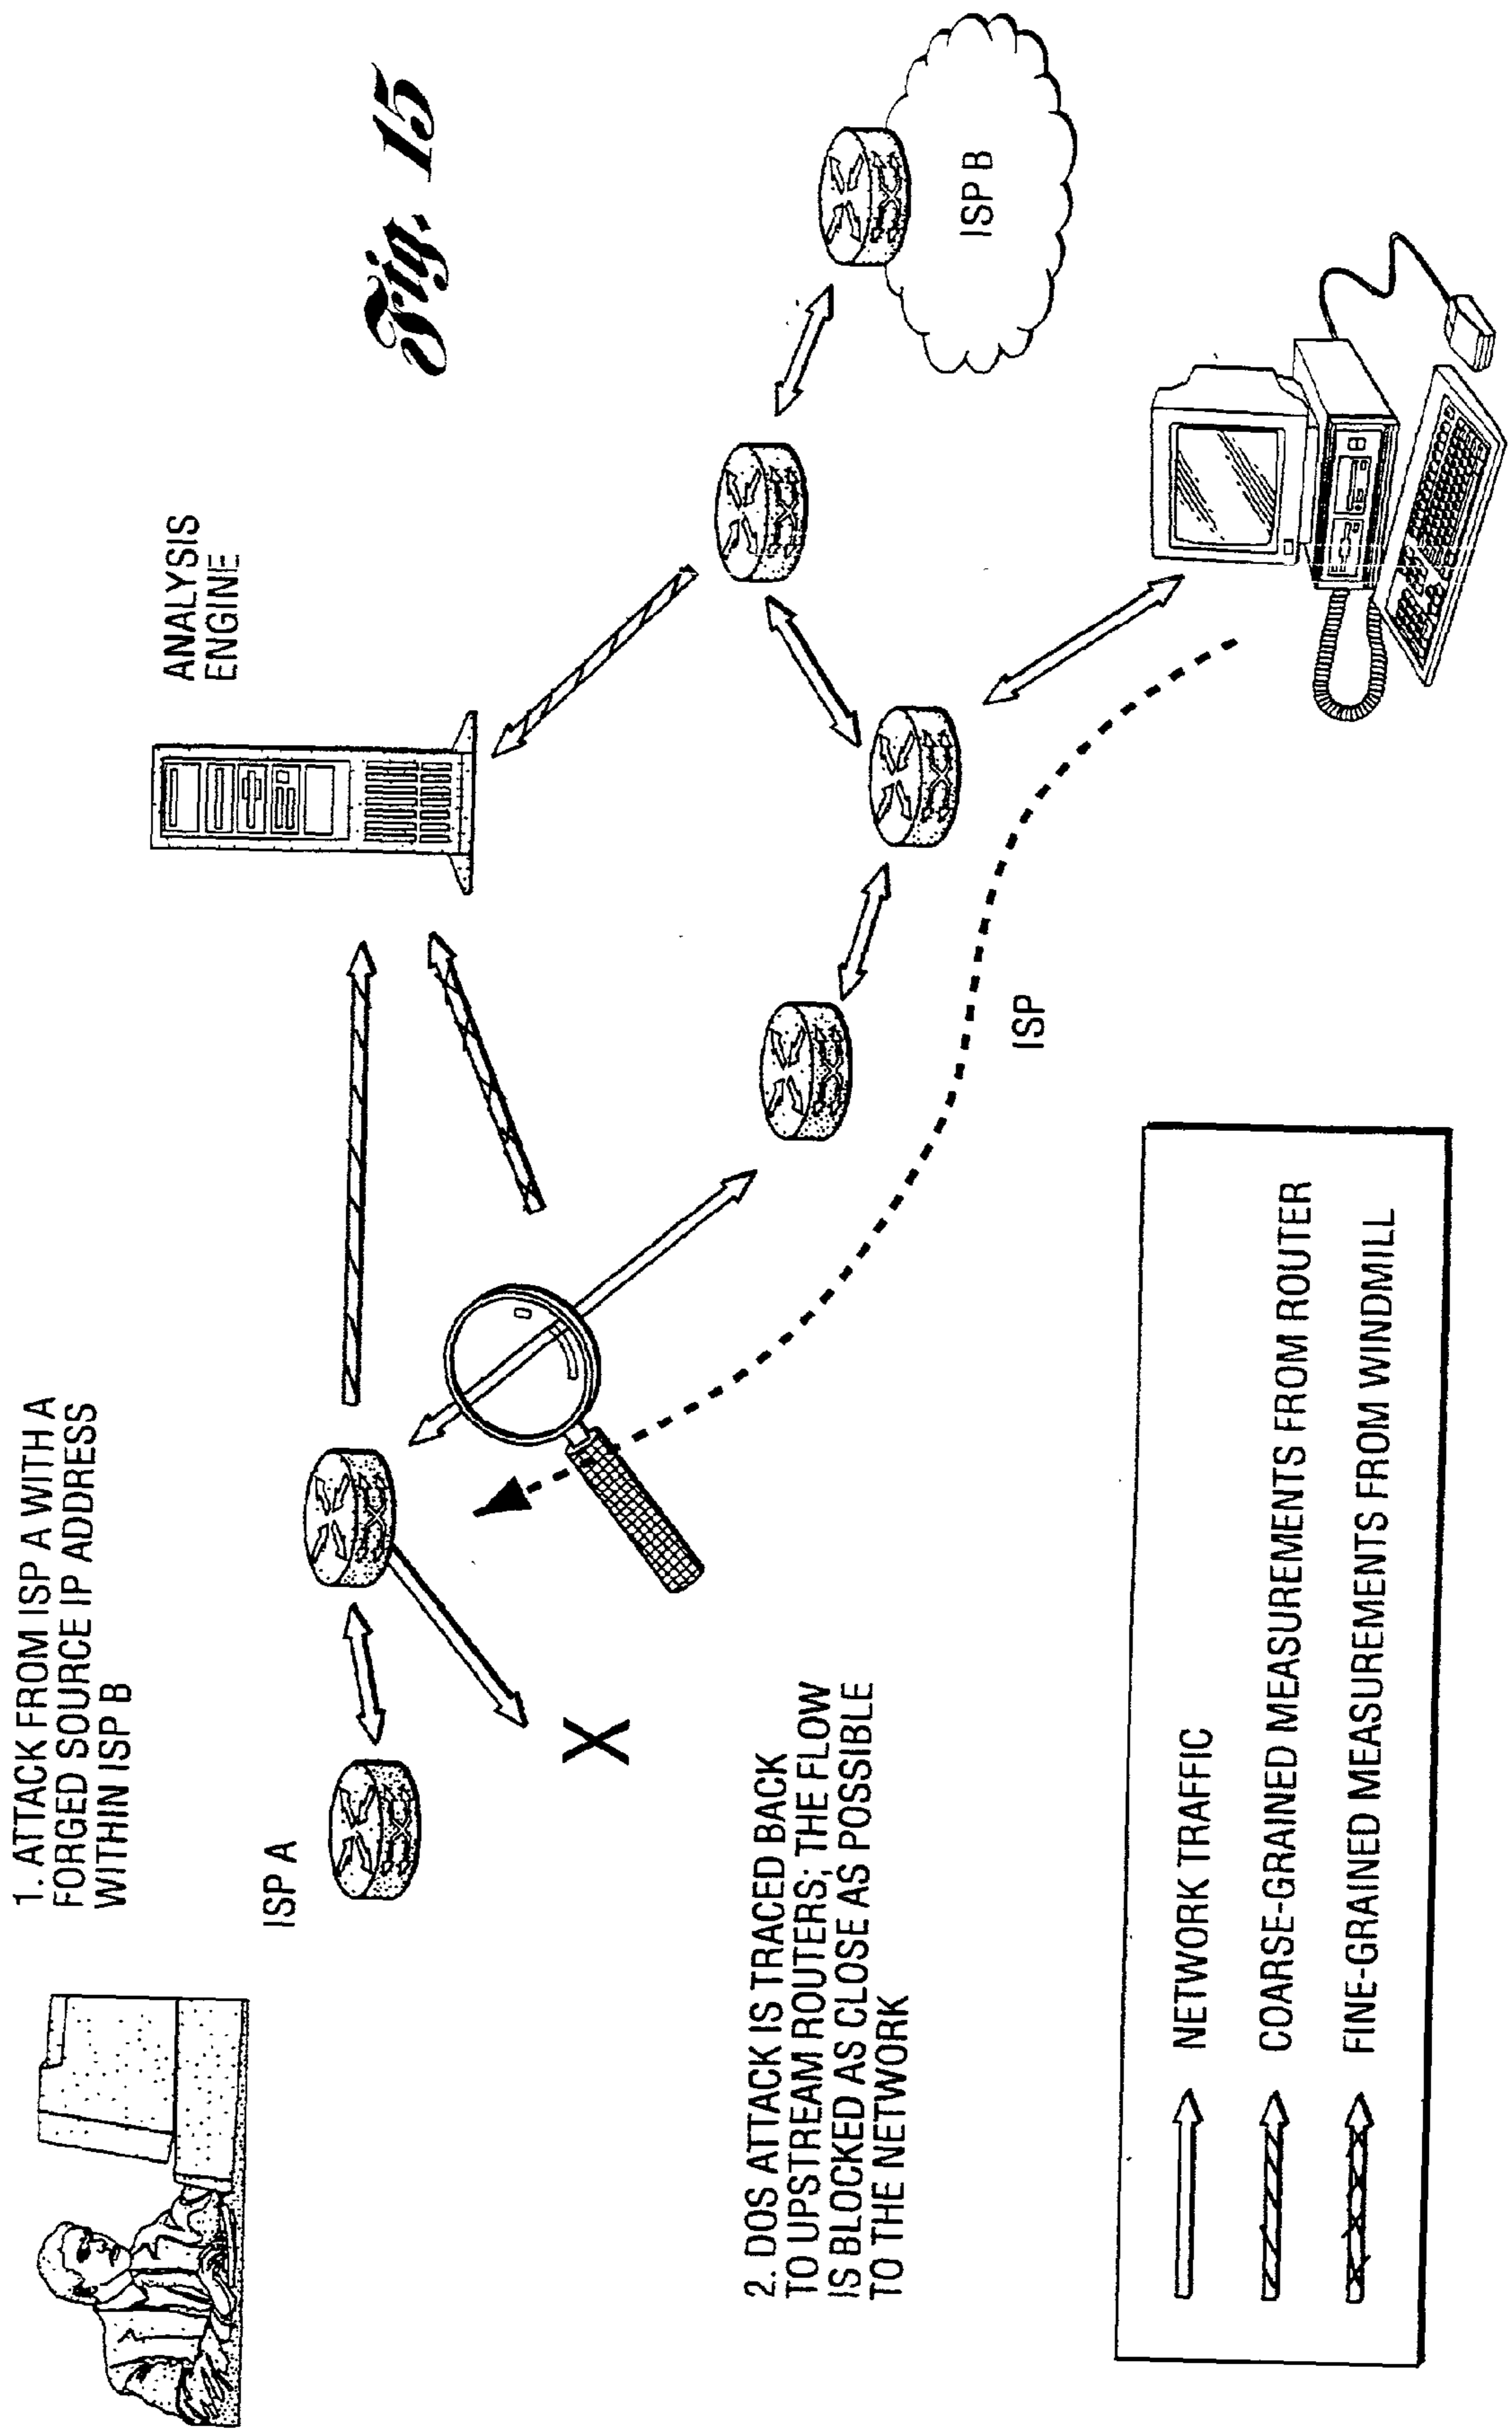 1. ATTACK FROM ISP A WITH A
FORGED SOURCE IP ADDRESS
WITHIN ISP B
ISP A
ANALYSIS
ENGINE
Fig. 15
X
ISP B
2. DOS ATTACK IS TRACED BACK
TO UPSTREAM ROUTERS; THE FLOW
IS BLOCKED AS CLOSE AS POSSIBLE
TO THE NETWORK
ISP
NETWORK TRAFFIC
COARSE-GRAINED MEASUREMENTS FROM ROUTER
FINE-GRAINED MEASUREMENTS FROM WINDMILL